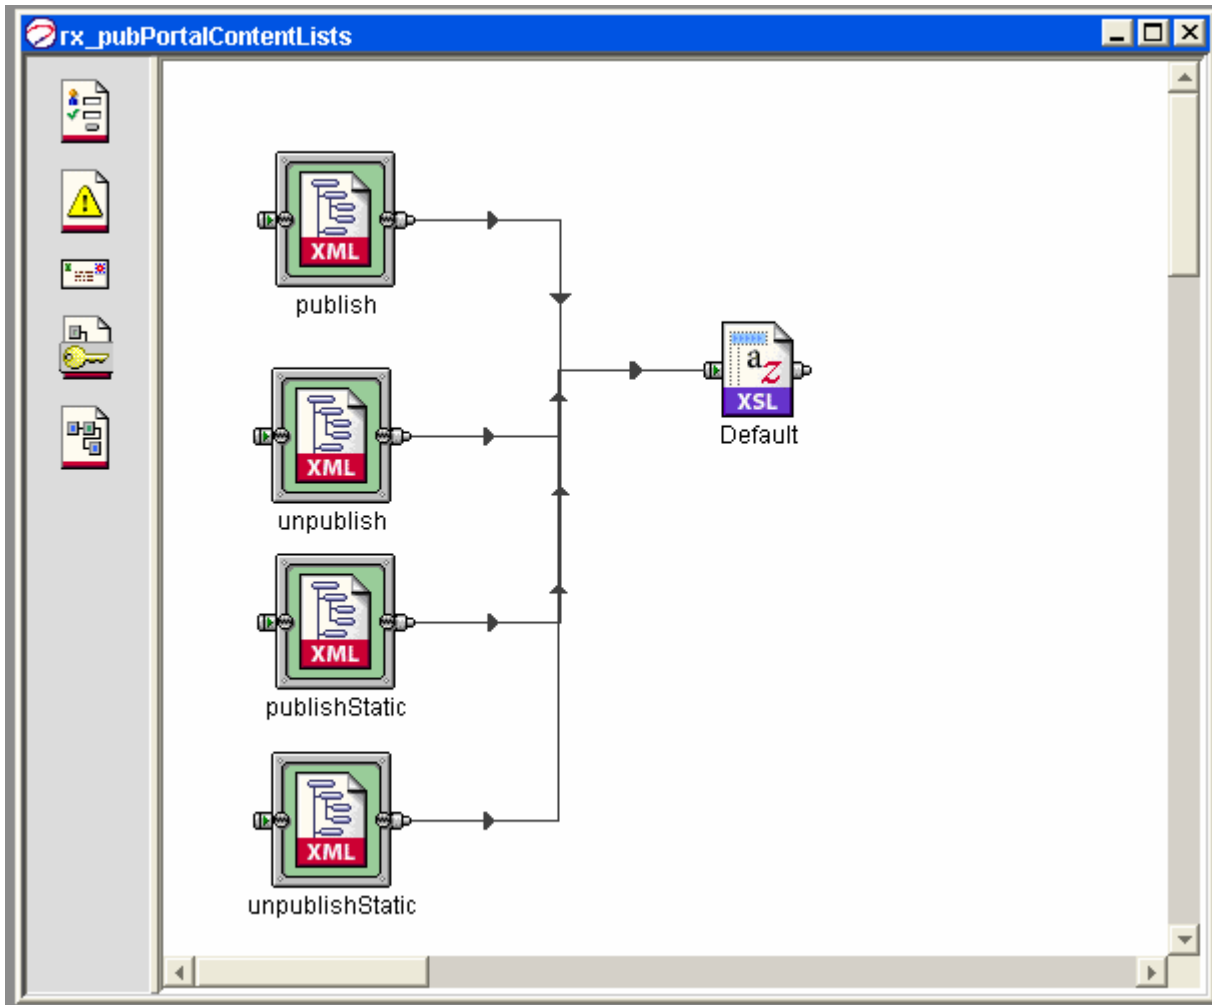 rx_pubPortalContentLists
XML
publish
a
z
XSL
Default
XML
unpublish
XML
publishStatic
XML
unpublishStatic